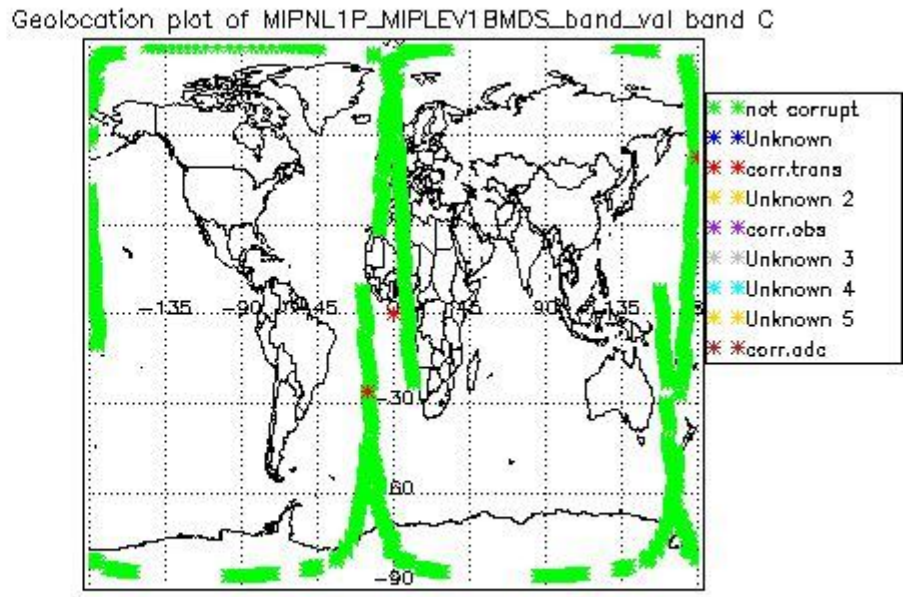 Geolocation plot of MIPNL1P_MIPLEV1BMDS_band_val band C
not corrupt
Unknown
corr.trans
Unknown 2
corr.obs
Unknown 3
Unknown 4
Unknown 5
corr.adc
-135 -90 -45 45 90 135
-30
-60
-90